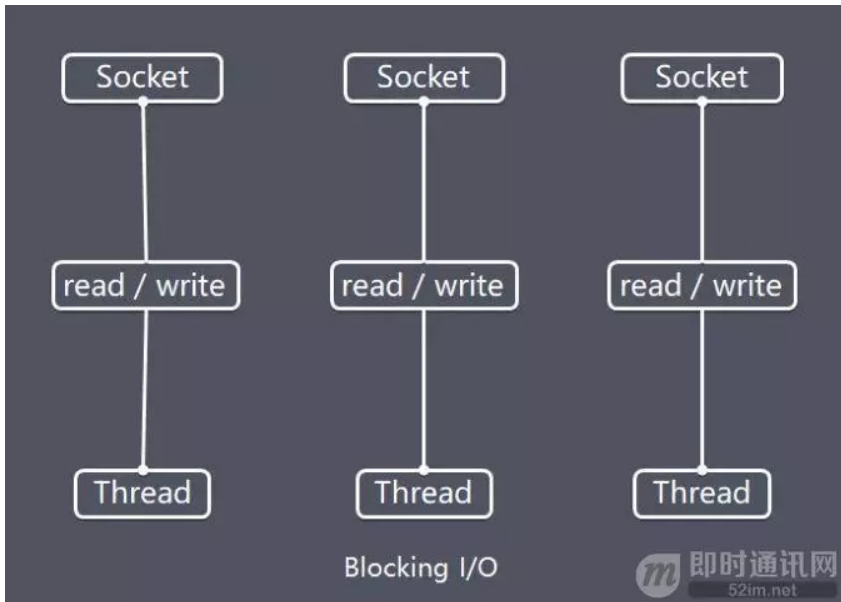 Socket Socket Socket
read / write read / write read / write
Thread Thread Thread
Blocking I/O
m 即时通讯网
52im.net